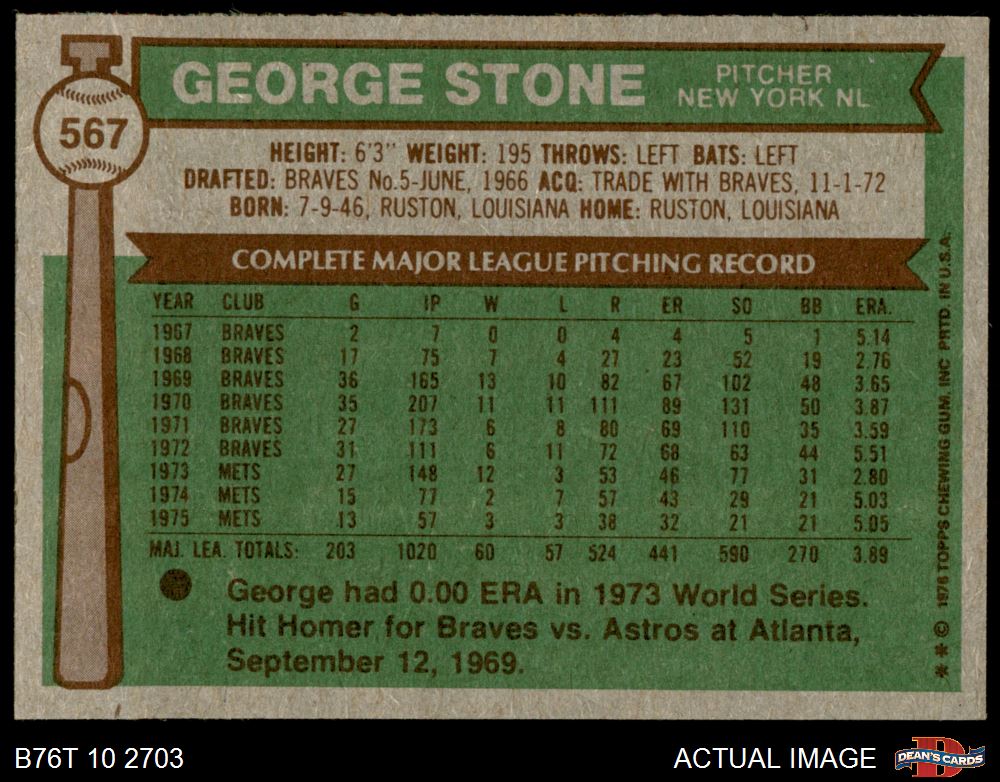 GEORGE STONE
PITCHER
NEW YORK NL
567
HEIGHT: 6'3" WEIGHT: 195 THROWS: LEFT BATS: LEFT
DRAFTED: BRAVES No.5-JUNE, 1966 ACQ: TRADE WITH BRAVES, 11-1-72
BORN: 7-9-46, RUSTON, LOUISIANA HOME: RUSTON, LOUISIANA
COMPLETE MAJOR LEAGUE PITCHING RECORD
YEAR CLUB G IP W L R ER SO BB ERA.
1967 BRAVES 2 7 0 0 4 4 5 1 5.14
1968 BRAVES 17 75 7 4 27 23 52 19 2.76
1969 BRAVES 36 165 13 10 82 67 102 48 3.65
1970 BRAVES 35 207 11 11 111 89 131 50 3.87
1971 BRAVES 27 173 6 8 80 69 110 35 3.59
1972 BRAVES 31 111 6 11 72 68 63 44 5.51
1973 METS 27 148 12 3 53 46 77 31 2.80
1974 METS 15 77 2 7 57 43 29 21 5.03
1975 METS 13 57 3 3 38 32 21 21 5.05
MAJ. LEA. TOTALS: 203 1020 60 57 524 441 590 270 3.89
George had 0.00 ERA in 1973 World Series.
Hit Homer for Braves vs. Astros at Atlanta,
September 12, 1969.
* * © 1976 TOPPS CHEWING GUM. INC PRTD. IN U.S.A.
B76T 10 2703
ACTUAL IMAGE
D
DEAN'S CARDS